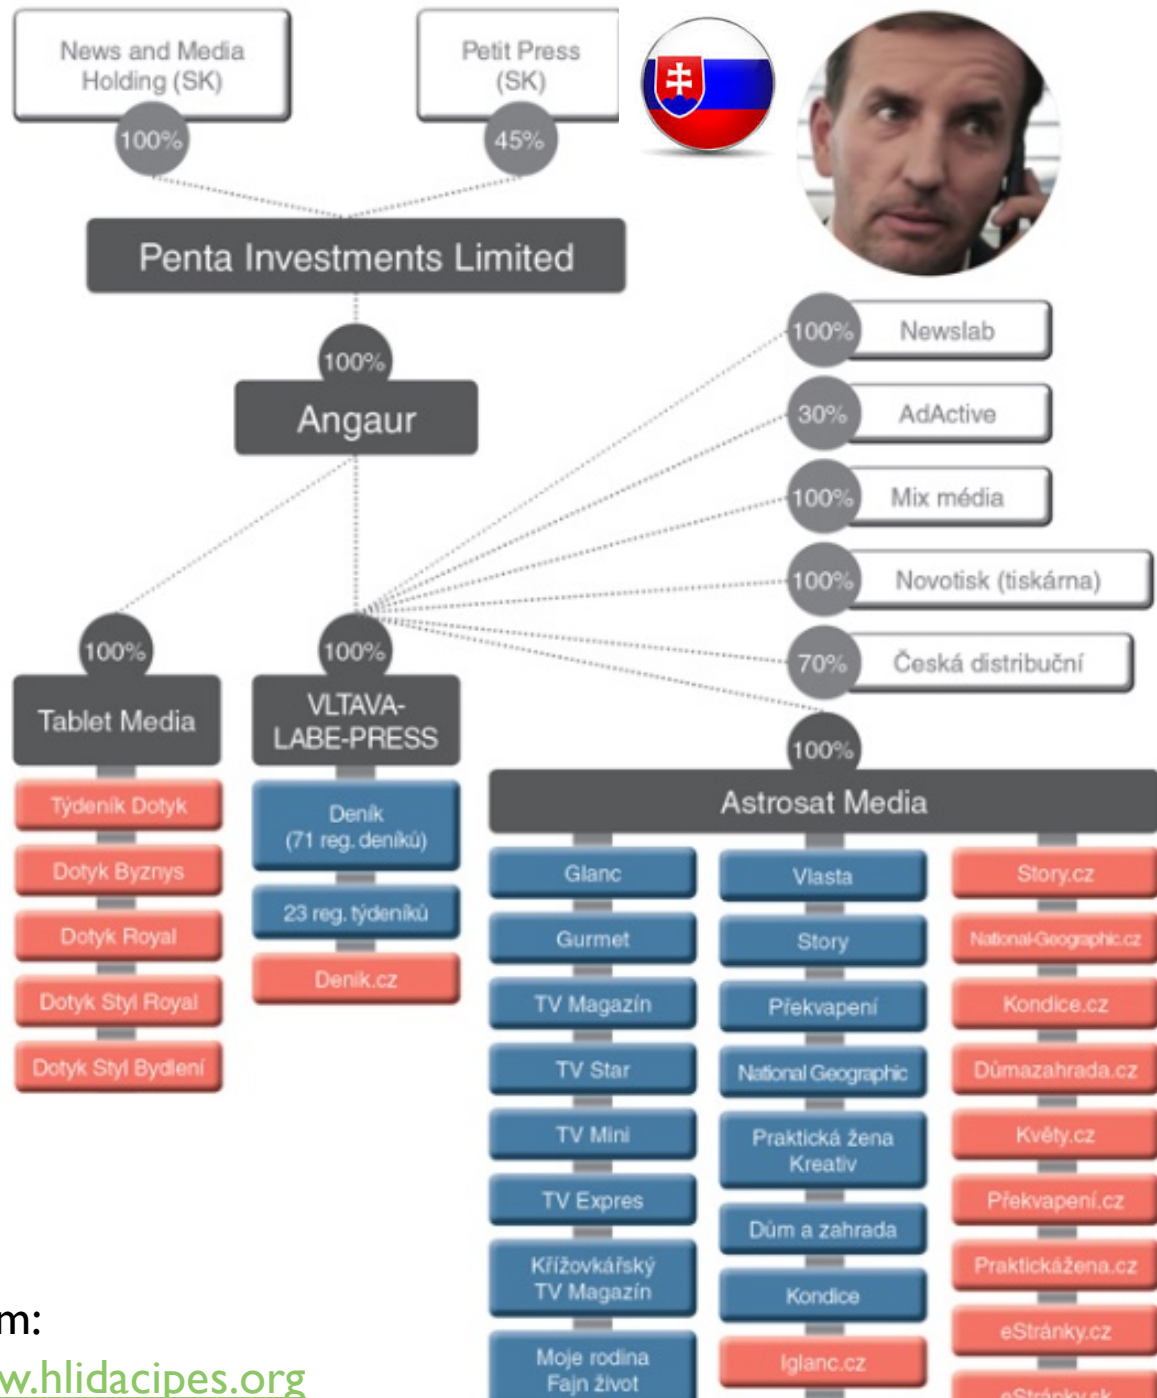 News and Media
Holding (SK)
100%
Petit Press
(SK)
45%
Penta Investments Limited
100%
Angaur
100%
Newslab
30%
AdActive
100%
Mix média
100%
Novotisk (tiskárna)
70%
Česká distribuční
100%
Tablet Media
Týdeník Dotyk
Dotyk Byznys
Dotyk Royal
Dotyk Styl Royal
Dotyk Styl Bydlení
100%
VLTAVA-
LABE-PRESS
Deník
(71 reg. deníků)
23 reg. týdeníků
Deník.cz
100%
Astrosat Media
Glanc
Gurmet
TV Magazín
TV Star
TV Mini
TV Expres
Křížovkářský
TV Magazín
Moje rodina
Fajn život
Vlasta
Story
Překvapení
National Geographic
Praktická žena
Kreativ
Dům a zahrada
Kondice
Iglanc.cz
Story.cz
National-Geographic.cz
Kondice.cz
Důmazahrada.cz
Květy.cz
Překvapení.cz
Praktickážena.cz
eStránky.cz
eStránky.sk
m:
w.hlidacipes.org